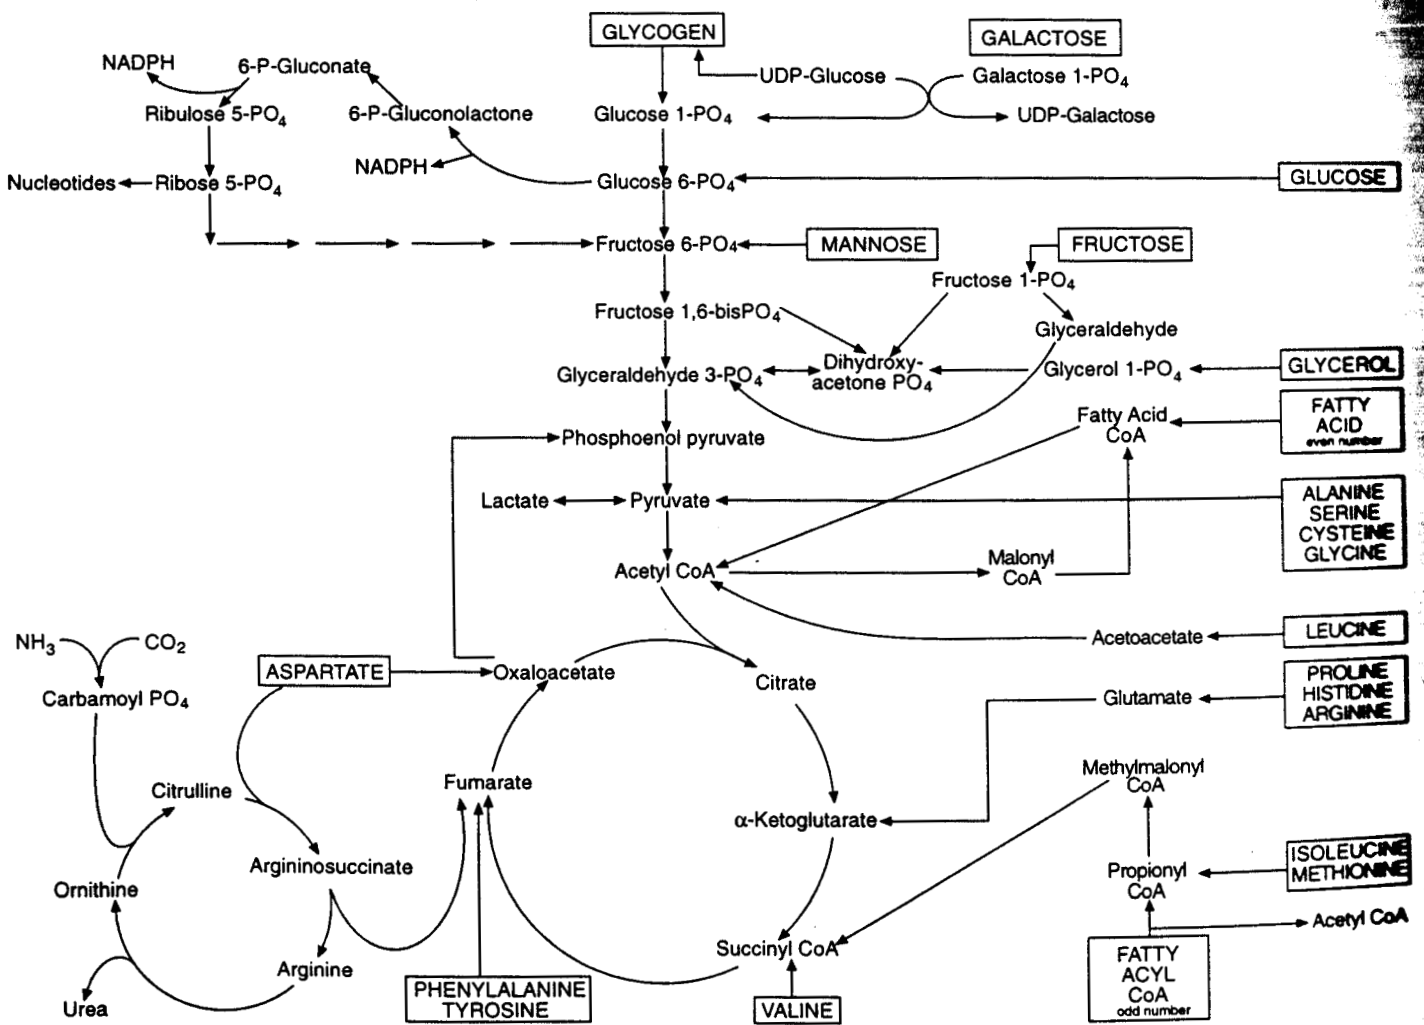 GLYCOGEN
GALACTOSE
NADPH
6-P-Gluconate
UDP-Glucose
Galactose 1-PO4
Ribulose 5-PO4
6-P-Gluconolactone
Glucose 1-PO4
UDP-Galactose
NADPH
Nucleotides
Ribose 5-PO4
Glucose 6-PO4
GLUCOSE
Fructose 6-PO4
MANNOSE
FRUCTOSE
Fructose 1-PO4
Fructose 1,6-bisPO4
Glyceraldehyde
Glyceraldehyde 3-PO4
Dihydroxy-
acetone PO4
Glycerol 1-PO4
GLYCEROL
Fatty Acid
CoA
FATTY
ACID
even number
Phosphoenol pyruvate
Lactate
Pyruvate
ALANINE
SERINE
CYSTEINE
GLYCINE
Acetyl CoA
Malonyl
CoA
NH3
CO2
Acetoacetate
LEUCINE
ASPARTATE
Oxaloacetate
Citrate
Carbamoyl PO4
Glutamate
PROLINE
HISTIDINE
ARGININE
Citrulline
Fumarate
Methylmalonyl
CoA
α-Ketoglutarate
Argininosuccinate
Ornithine
Propionyl
CoA
ISOLEUCINE
METHIONINE
Acetyl CoA
Succinyl CoA
Arginine
Urea
PHENYLALANINE
TYROSINE
VALINE
FATTY
ACYL
CoA
odd number